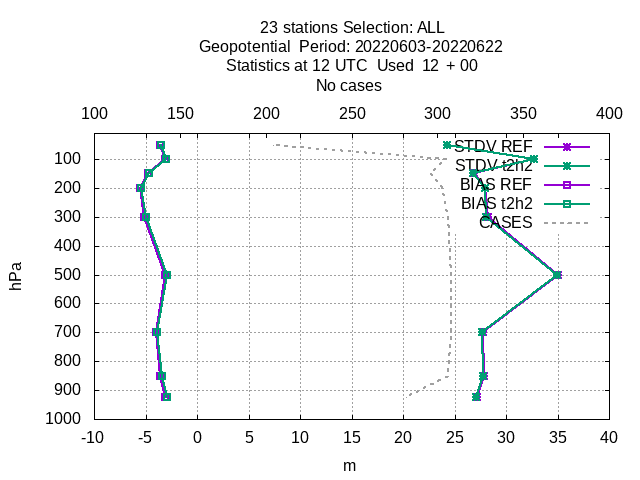 23 stations Selection: ALL
Geopotential  Period: 20220603-20220622
Statistics at 12 UTC  Used  12  + 00
No cases
100 150 200 250 300 350 400
STDV REF
100
STDV t2h2
200
BIAS REF
BIAS t2h2
300
CASES
400
hPa
500
600
700
800
900
1000
-10 -5 0 5 10 15 20 25 30 35 40
m